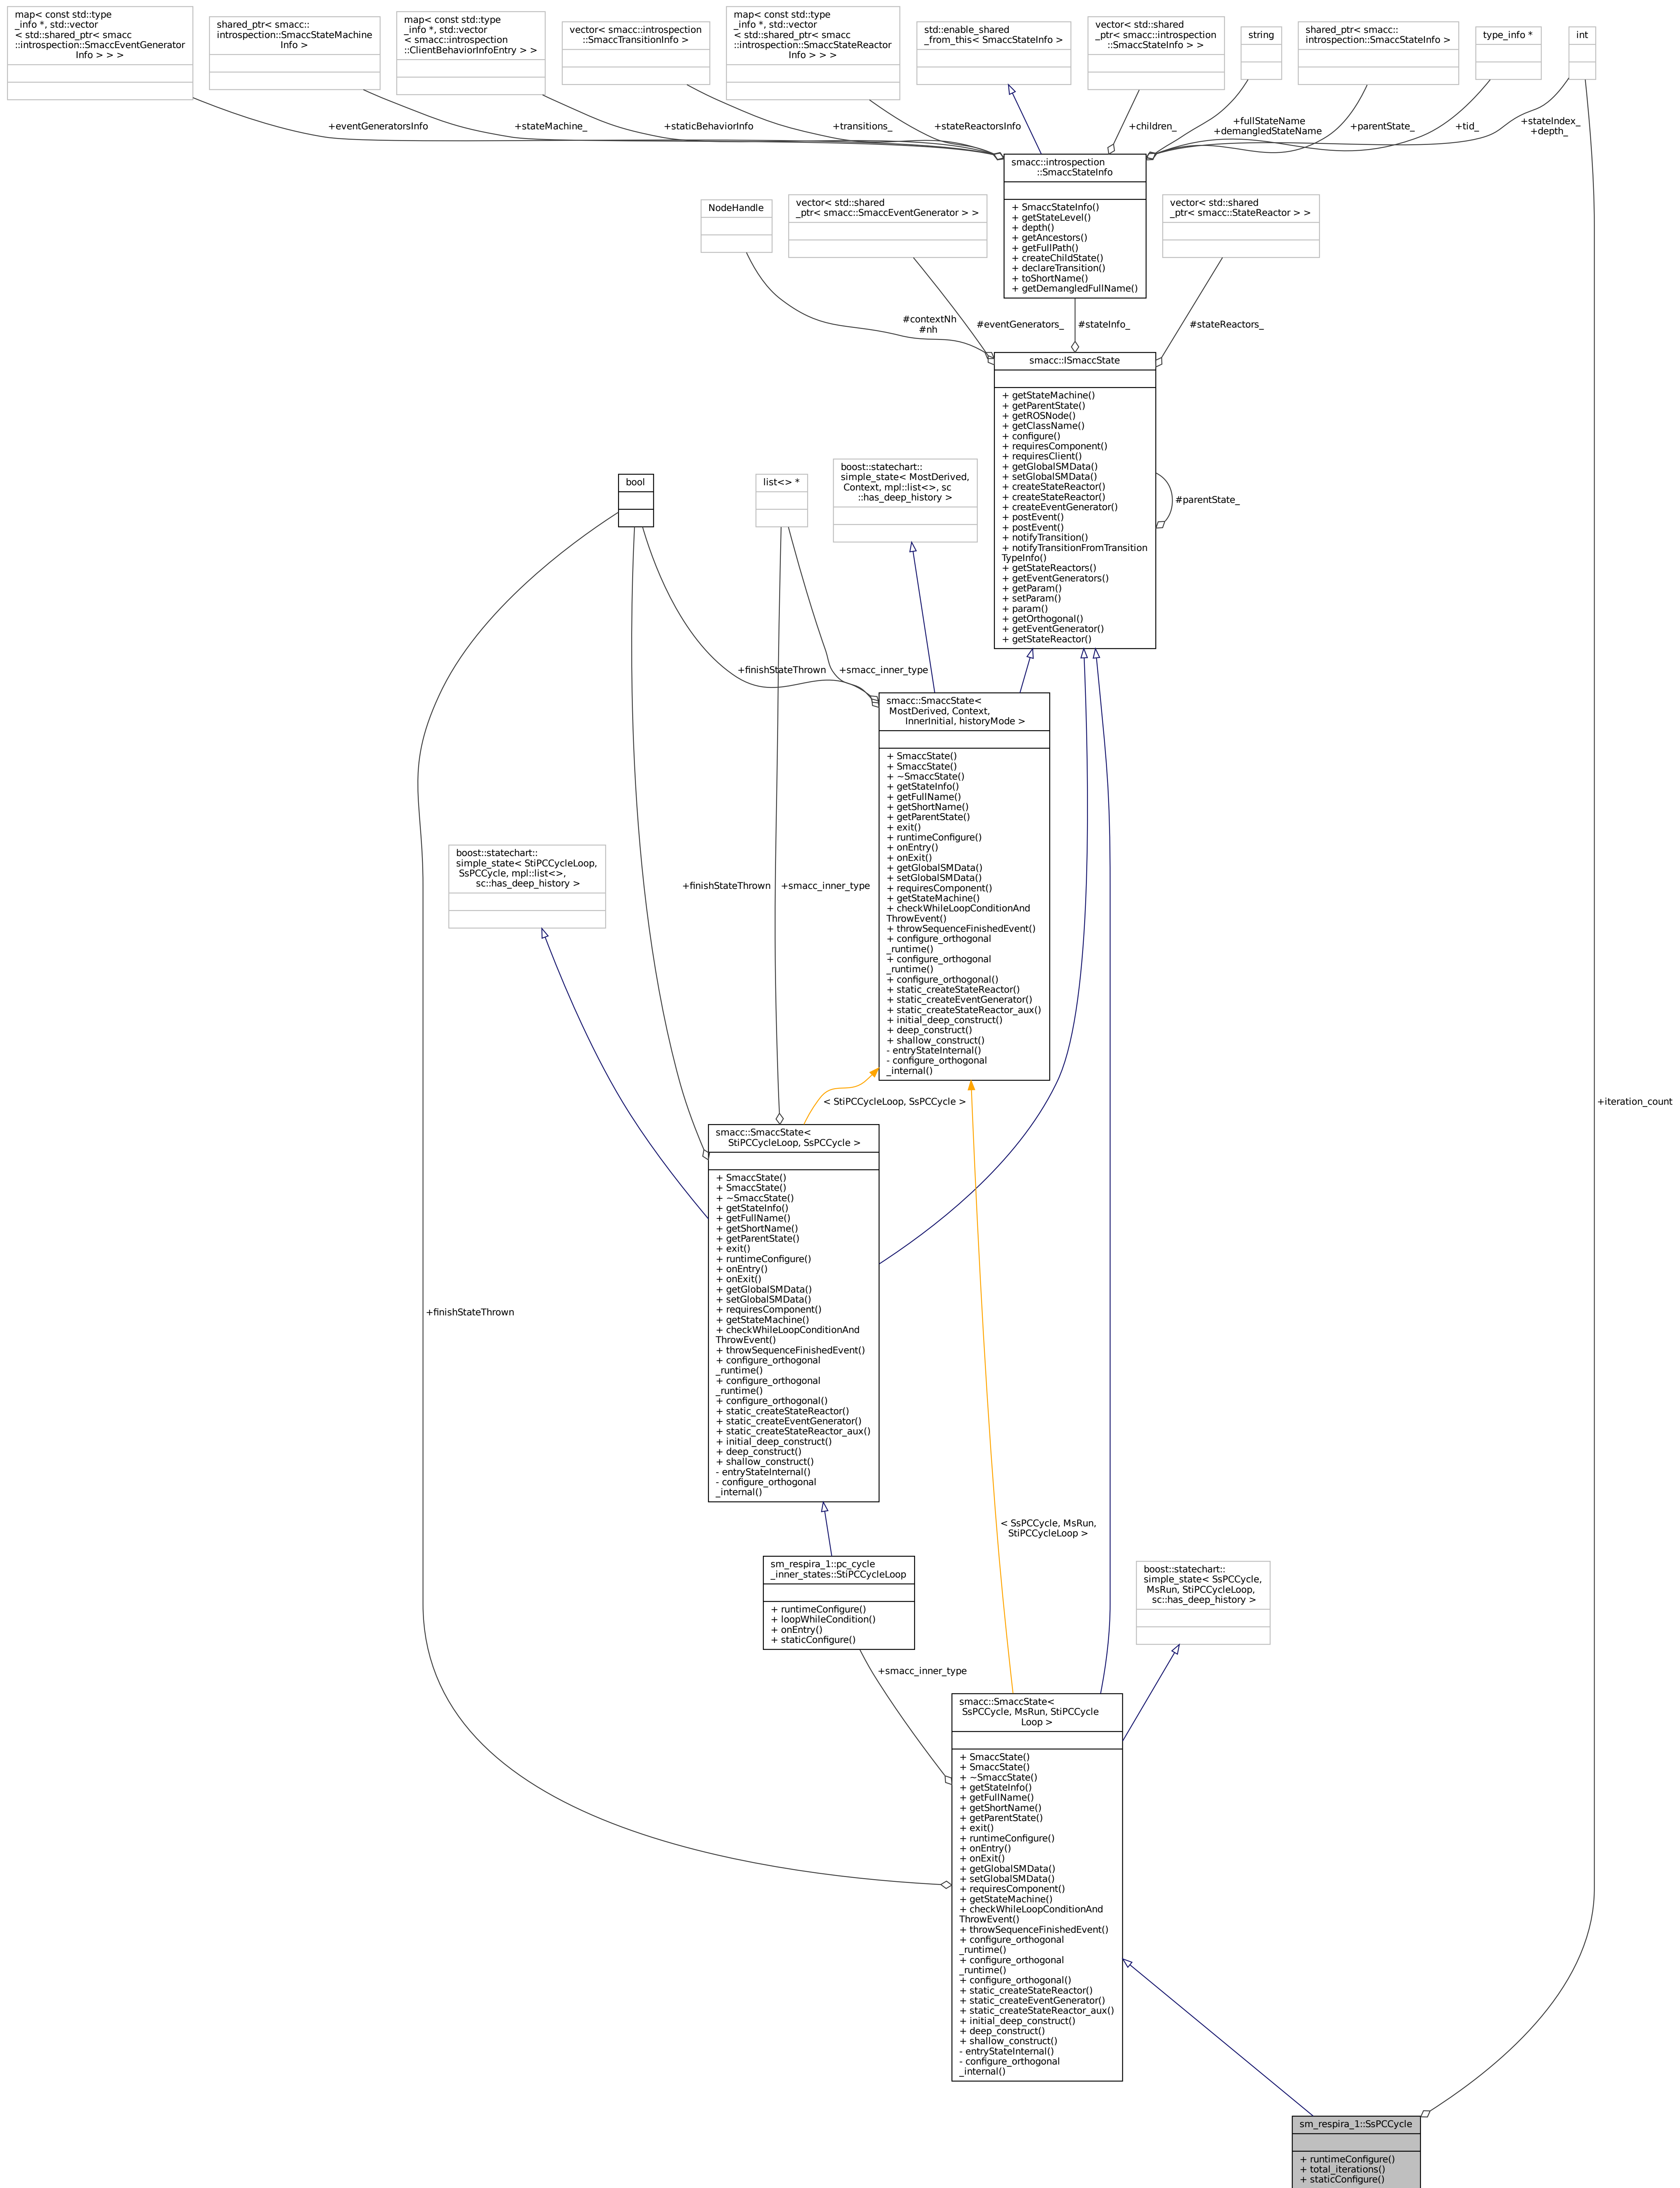 map< const std::type
_info *, std::vector
< std::shared_ptr< smacc
::introspection::SmaccEventGenerator
Info > > >
shared_ptr< smacc::
introspection::SmaccStateMachine
Info >
map< const std::type
_info *, std::vector
< smacc::introspection
::ClientBehaviorInfoEntry > >
vector< smacc::introspection
::SmaccTransitionInfo >
map< const std::type
_info *, std::vector
< std::shared_ptr< smacc
::introspection::SmaccStateReactor
Info > > >
std::enable_shared
_from_this< SmaccStateInfo >
vector< std::shared
_ptr< smacc::introspection
::SmaccStateInfo > >
string
shared_ptr< smacc::
introspection::SmaccStateInfo >
type_info *
int
+eventGeneratorsInfo
+stateMachine_
+staticBehaviorInfo
+transitions_
+stateReactorsInfo
+children_
+fullStateName
+demangledStateName
+parentState_
+tid_
+stateIndex_
+depth_
smacc::introspection
::SmaccStateInfo
+ SmaccStateInfo()
+ getStateLevel()
+ depth()
+ getAncestors()
+ getFullPath()
+ createChildState()
+ declareTransition()
+ toShortName()
+ getDemangledFullName()
NodeHandle
vector< std::shared
_ptr< smacc::SmaccEventGenerator > >
vector< std::shared
_ptr< smacc::StateReactor > >
#contextNh
#nh
#eventGenerators_
#stateInfo_
#stateReactors_
smacc::ISmaccState
+ getStateMachine()
+ getParentState()
+ getROSNode()
+ getClassName()
+ configure()
+ requiresComponent()
+ requiresClient()
+ getGlobalSMData()
+ setGlobalSMData()
+ createStateReactor()
+ createStateReactor()
+ createEventGenerator()
+ postEvent()
+ postEvent()
+ notifyTransition()
+ notifyTransitionFromTransition
TypeInfo()
+ getStateReactors()
+ getEventGenerators()
+ getParam()
+ setParam()
+ param()
+ getOrthogonal()
+ getEventGenerator()
+ getStateReactor()
#parentState_
bool
list<> *
boost::statechart::
simple_state< MostDerived,
Context, mpl::list<>, sc
::has_deep_history >
+finishStateThrown
+smacc_inner_type
smacc::SmaccState<
MostDerived, Context,
InnerInitial, historyMode >
+ SmaccState()
+ SmaccState()
+ ~SmaccState()
+ getStateInfo()
+ getFullName()
+ getShortName()
+ getParentState()
+ exit()
+ runtimeConfigure()
+ onEntry()
+ onExit()
+ getGlobalSMData()
+ setGlobalSMData()
+ requiresComponent()
+ getStateMachine()
+ checkWhileLoopConditionAnd
ThrowEvent()
+ throwSequenceFinishedEvent()
+ configure_orthogonal
_runtime()
+ configure_orthogonal
_runtime()
+ configure_orthogonal()
+ static_createStateReactor()
+ static_createEventGenerator()
+ static_createStateReactor_aux()
+ initial_deep_construct()
+ deep_construct()
+ shallow_construct()
- entryStateInternal()
- configure_orthogonal
_internal()
boost::statechart::
simple_state< StiPCCycleLoop,
SsPCCycle, mpl::list<>,
sc::has_deep_history >
+finishStateThrown
+smacc_inner_type
< StiPCCycleLoop, SsPCCycle >
+iteration_count
smacc::SmaccState<
StiPCCycleLoop, SsPCCycle >
+ SmaccState()
+ SmaccState()
+ ~SmaccState()
+ getStateInfo()
+ getFullName()
+ getShortName()
+ getParentState()
+ exit()
+ runtimeConfigure()
+ onEntry()
+ onExit()
+ getGlobalSMData()
+ setGlobalSMData()
+ requiresComponent()
+ getStateMachine()
+ checkWhileLoopConditionAnd
ThrowEvent()
+ throwSequenceFinishedEvent()
+ configure_orthogonal
_runtime()
+ configure_orthogonal
_runtime()
+ configure_orthogonal()
+ static_createStateReactor()
+ static_createEventGenerator()
+ static_createStateReactor_aux()
+ initial_deep_construct()
+ deep_construct()
+ shallow_construct()
- entryStateInternal()
- configure_orthogonal
_internal()
+finishStateThrown
< SsPCCycle, MsRun,
StiPCCycleLoop >
sm_respira_1::pc_cycle
_inner_states::StiPCCycleLoop
+ runtimeConfigure()
+ loopWhileCondition()
+ onEntry()
+ staticConfigure()
boost::statechart::
simple_state< SsPCCycle,
MsRun, StiPCCycleLoop,
sc::has_deep_history >
+smacc_inner_type
smacc::SmaccState<
SsPCCycle, MsRun, StiPCCycle
Loop >
+ SmaccState()
+ SmaccState()
+ ~SmaccState()
+ getStateInfo()
+ getFullName()
+ getShortName()
+ getParentState()
+ exit()
+ runtimeConfigure()
+ onEntry()
+ onExit()
+ getGlobalSMData()
+ setGlobalSMData()
+ requiresComponent()
+ getStateMachine()
+ checkWhileLoopConditionAnd
ThrowEvent()
+ throwSequenceFinishedEvent()
+ configure_orthogonal
_runtime()
+ configure_orthogonal
_runtime()
+ configure_orthogonal()
+ static_createStateReactor()
+ static_createEventGenerator()
+ static_createStateReactor_aux()
+ initial_deep_construct()
+ deep_construct()
+ shallow_construct()
- entryStateInternal()
- configure_orthogonal
_internal()
sm_respira_1::SsPCCycle
+ runtimeConfigure()
+ total_iterations()
+ staticConfigure()